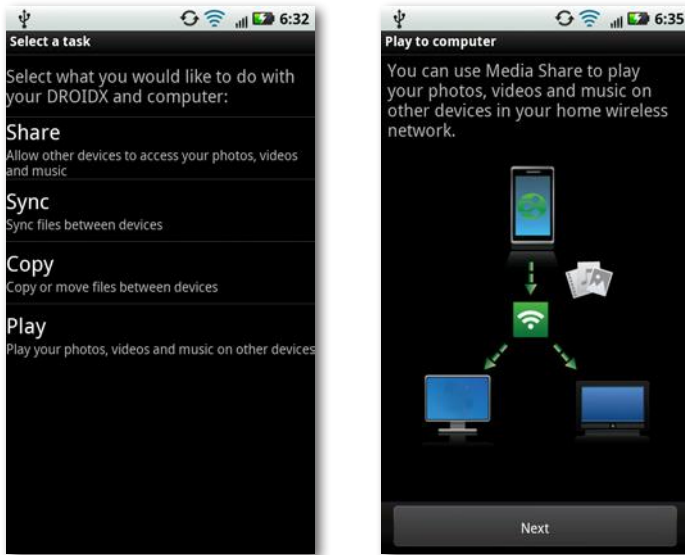 6:32
Select a task
Select what you would like to do with
your DROIDX and computer:
Share
Allow other devices to access your photos, videos
and music
Sync
Sync files between devices
Copy
Copy or move files between devices
Play
Play your photos, videos and music on other devices
6:35
Play to computer
You can use Media Share to play
your photos, videos and music on
other devices in your home wireless
network.
Next